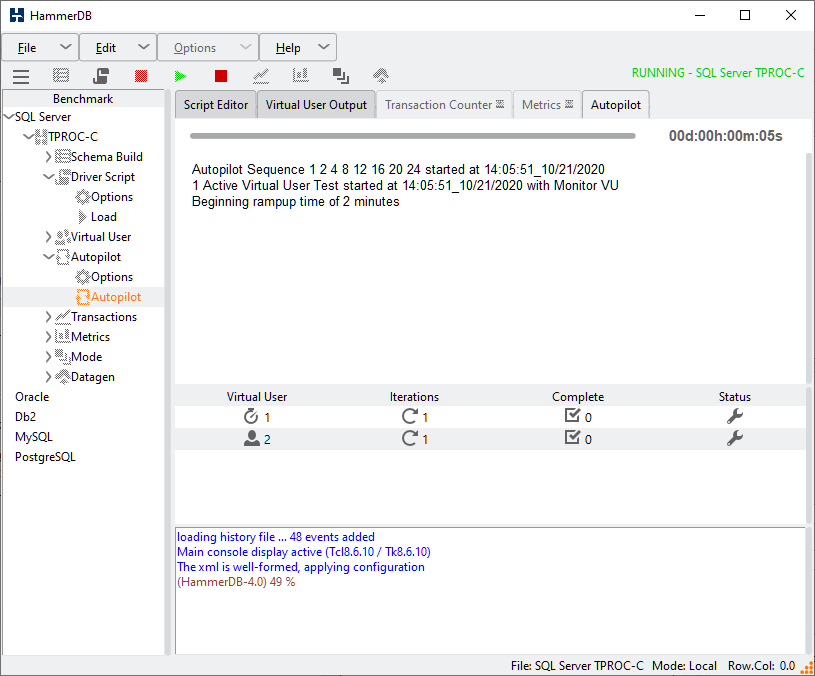 HammerDB
File Edit Options Help
RUNNING - SQL Server TPROC-C
Benchmark
SQL Server
TPROC-C
Schema Build
Driver Script
Options
Load
Virtual User
Autopilot
Options
Autopilot
Transactions
Metrics
Mode
Datagen
Oracle
Db2
MySQL
PostgreSQL
Script Editor Virtual User Output Transaction Counter Metrics Autopilot
00d:00h:00m:05s
Autopilot Sequence 1 2 4 8 12 16 20 24 started at 14:05:51_10/21/2020
1 Active Virtual User Test started at 14:05:51_10/21/2020 with Monitor VU
Beginning rampup time of 2 minutes
Virtual User Iterations Complete Status
1 1 0
2 1 0
loading history file ... 48 events added
Main console display active (Tcl8.6.10 / Tk8.6.10)
The xml is well-formed, applying configuration
(HammerDB-4.0) 49 %
File: SQL Server TPROC-C Mode: Local Row.Col: 0.0